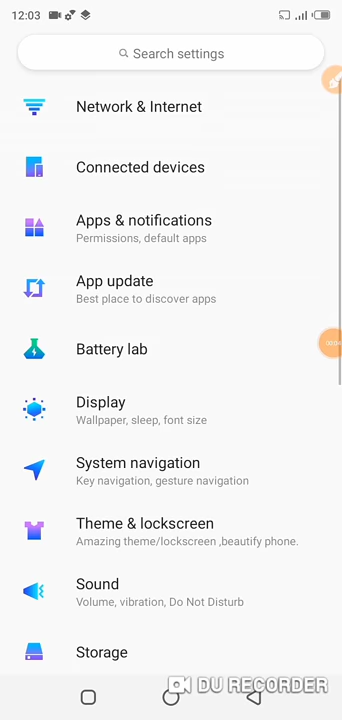 12:03
Search settings
Network & Internet
Connected devices
Apps & notifications
Permissions, default apps
App update
Best place to discover apps
Battery lab
00:04
Display
Wallpaper, sleep, font size
System navigation
Key navigation, gesture navigation
Theme & lockscreen
Amazing theme/lockscreen ,beautify phone.
Sound
Volume, vibration, Do Not Disturb
Storage
DU RECORDER